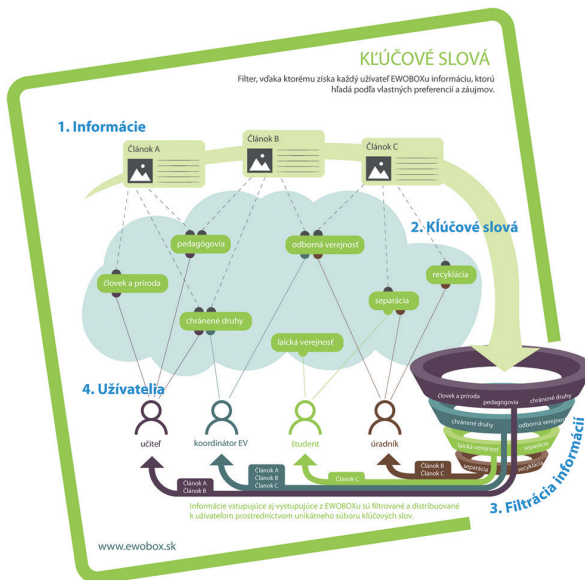 KĽÚČOVÉ SLOVÁ
Filter, vďaka ktorému získa každý užívateľ EWOBOXu informáciu, ktorú
hľadá podľa vlastných preferencií a záujmov.
1. Informácie
Článok A
Článok B
Článok C
2. Kĺúčové slová
pedagógovia
odborná verejnosť
človek a príroda
recyklácia
separácia
chránené druhy
laická verejnosť
4. Užívatelia
učiteľ
koordinátor EV
študent
úradník
človek a príroda
pedagógovia
chránené druhy
chránené druhy
odborná verejnosť
laická verejnosť
separácia
separácia
recyklácia
3. Filtrácia informácií
Článok A
Článok B
Článok A
Článok B
Článok C
Článok C
Článok B
Článok C
Informácie vstupujúce aj vystupujúce z EWOBOXu sú filtrované a distribuované
k užívateľom prostredníctvom unikátneho súboru kľúčových slov.
www.ewobox.sk